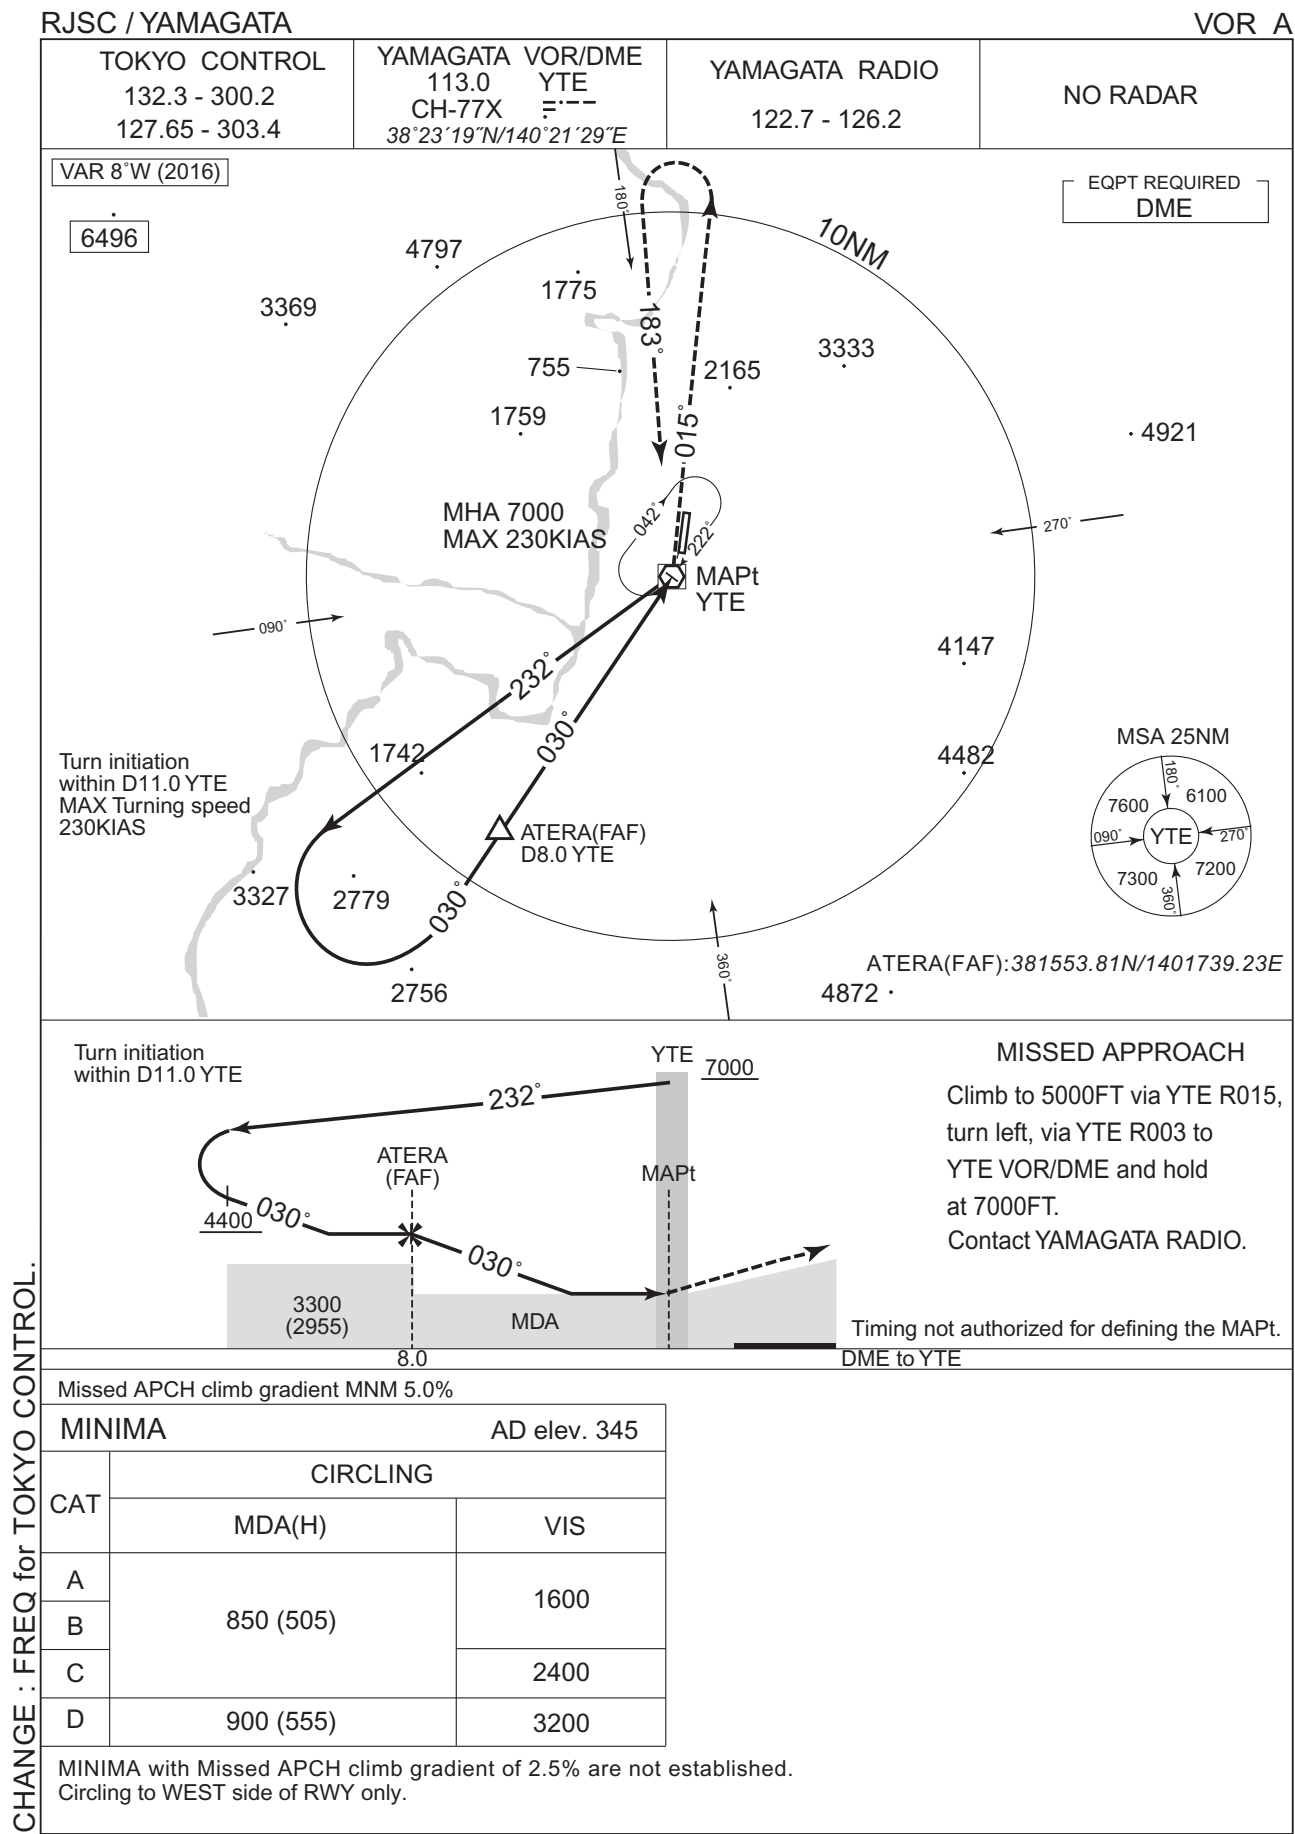 RJSC / YAMAGATA
VOR A
TOKYO CONTROL
132.3 - 300.2
127.65 - 303.4
YAMAGATA VOR/DME
113.0 YTE
CH-77X
38°23´19˝N/140°21´29˝E
YAMAGATA RADIO
122.7 - 126.2
NO RADAR
VAR 8˚W (2016)
EQPT REQUIRED
DME
6496
180°
10NM
4797
1775
3369
183°
3333
755
2165
1759
015°
4921
MHA 7000
MAX 230KIAS
042°
222°
270°
MAPt
YTE
090°
4147
232°
030°
MSA 25NM
1742
4482
Turn initiation
within D11.0 YTE
MAX Turning speed
230KIAS
180°
7600
6100
090°
YTE
270°
7300
7200
360°
ATERA(FAF)
D8.0 YTE
3327
2779
030°
360°
ATERA(FAF):381553.81N/1401739.23E
2756
4872
Turn initiation
within D11.0 YTE
YTE
7000
232°
ATERA
(FAF)
MAPt
4400
030°
030°
3300
(2955)
MDA
MISSED APPROACH
Climb to 5000FT via YTE R015,
turn left, via YTE R003 to
YTE VOR/DME and hold
at 7000FT.
Contact YAMAGATA RADIO.
Timing not authorized for defining the MAPt.
8.0
DME to YTE
Missed APCH climb gradient MNM 5.0%
MINIMA
AD elev. 345
CAT
CIRCLING
MDA(H)
VIS
A
B
C
D
850 (505)
1600
2400
900 (555)
3200
MINIMA with Missed APCH climb gradient of 2.5% are not established.
Circling to WEST side of RWY only.
CHANGE : FREQ for TOKYO CONTROL.